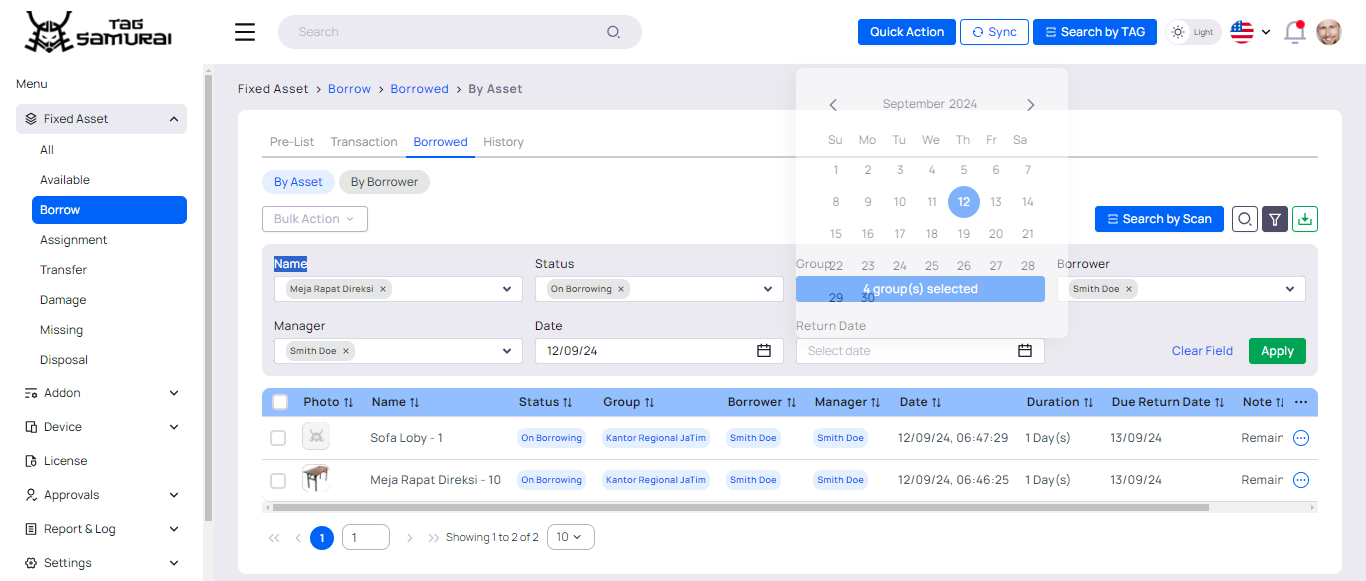 TAG
SAMURAI
Search
Quick Action
Sync
Search by TAG
Light
Menu
Fixed Asset
All
Available
Borrow
Assignment
Transfer
Damage
Missing
Disposal
Addon
Device
License
Approvals
Report & Log
Settings
Fixed Asset > Borrow > Borrowed > By Asset
Pre-List Transaction Borrowed History
By Asset By Borrower
Bulk Action
Search by Scan
September 2024
Su Mo Tu We Th Fr Sa
1 2 3 4 5 6 7
8 9 10 11 12 13 14
15 16 17 18 19 20 21
22 23 24 25 26 27 28
29 30
Name
Meja Rapat Direksi ×
Status
On Borrowing ×
Group
4 group(s) selected
Borrower
Smith Doe ×
Manager
Smith Doe ×
Date
12/09/24
Return Date
Select date
Clear Field
Apply
Photo Name Status Group Borrower Manager Date Duration Due Return Date Note
Sofa Loby - 1 On Borrowing Kantor Regional JaTim Smith Doe Smith Doe 12/09/24, 06:47:29 1 Day(s) 13/09/24 Remain
Meja Rapat Direksi - 10 On Borrowing Kantor Regional JaTim Smith Doe Smith Doe 12/09/24, 06:46:25 1 Day(s) 13/09/24 Remain
1 1 Showing 1 to 2 of 2 10